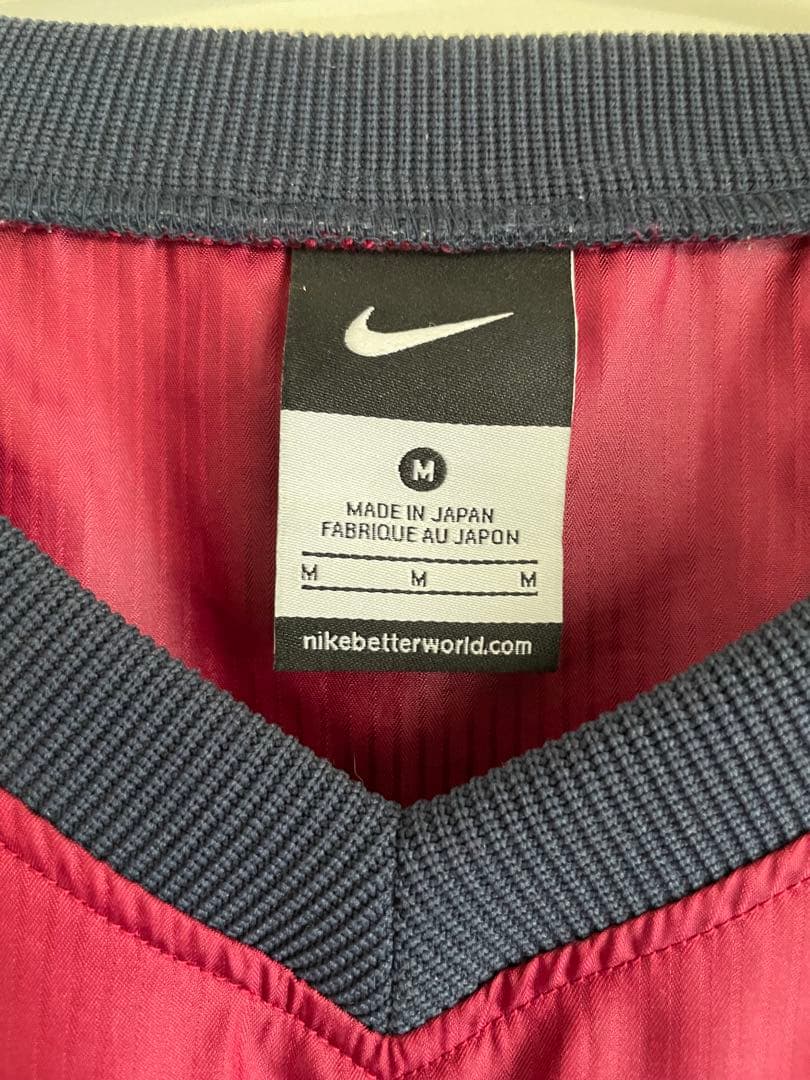 M
MADE IN JAPAN
FABRIQUE AU JAPON
M M M
nikebetterworld.com